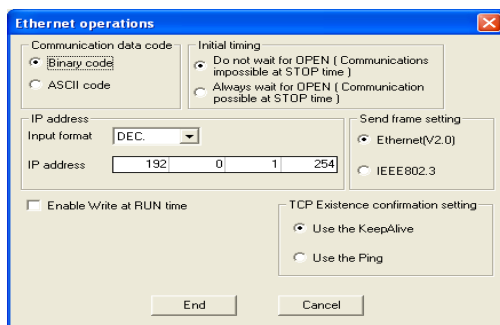 Ethernet operations
Communication data code
Binary code
ASCII code
Initial timing
Do not wait for OPEN ( Communications
impossible at STOP time )
Always wait for OPEN ( Communication
possible at STOP time )
IP address
Input format DEC.
IP address 192 0 1 254
Send frame setting
Ethernet(V2.0)
IEEE802.3
Enable Write at RUN time
TCP Existence confirmation setting
Use the KeepAlive
Use the Ping
End Cancel